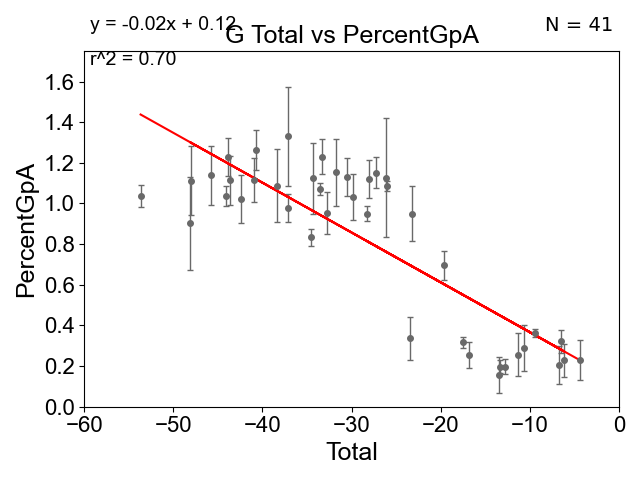 y = -0.02x + 0.12
N = 41
G Total vs PercentGpA
r^2 = 0.70
PercentGpA
1.6
1.4
1.2
1.0
0.8
0.6
0.4
0.2
0.0
−60
−50
−40
−30
−20
−10
0
Total